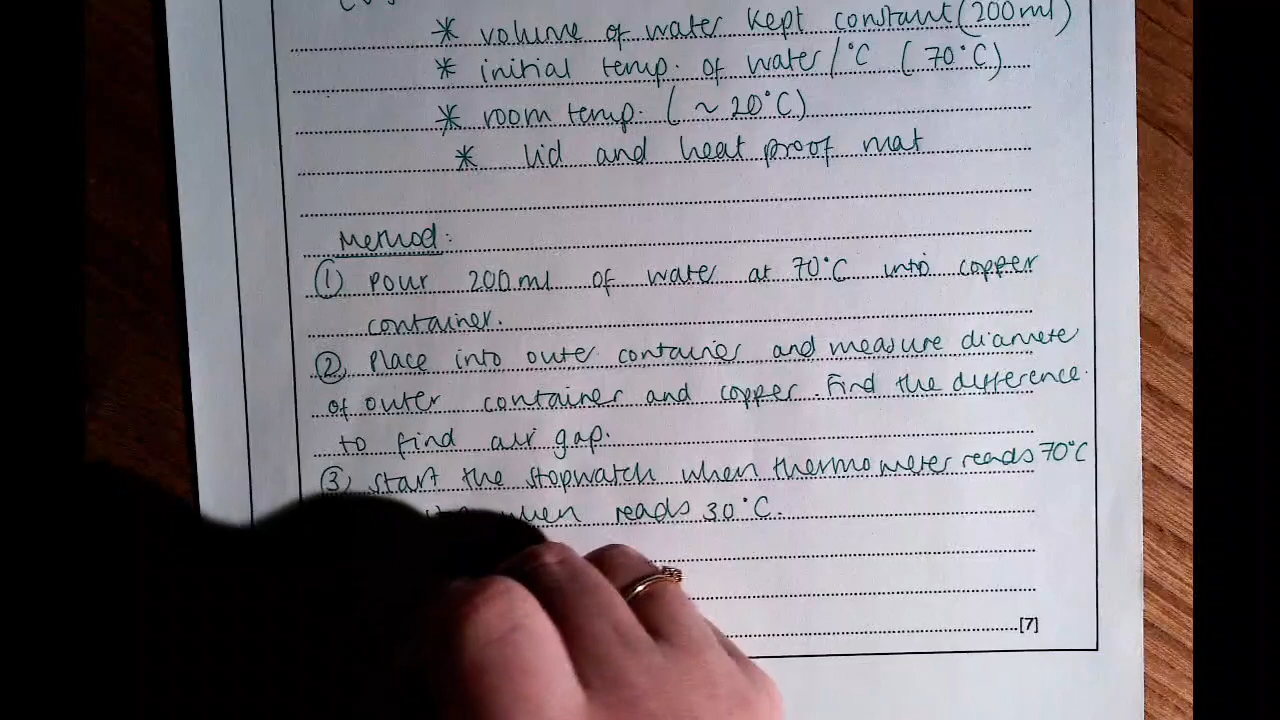 * volume of water kept constant (200ml)
* initial temp. of water/°C (70°C)
* room temp. (~20°C)
* lid and heat proof mat
Method:
① Pour 200ml of water at 70°C into copper
container.
② Place into outer container and measure diameter
of outer container and copper. Find the difference
to find air gap.
③ start the stopwatch when thermometer reads 70°C
when reads 30°C.
[7]